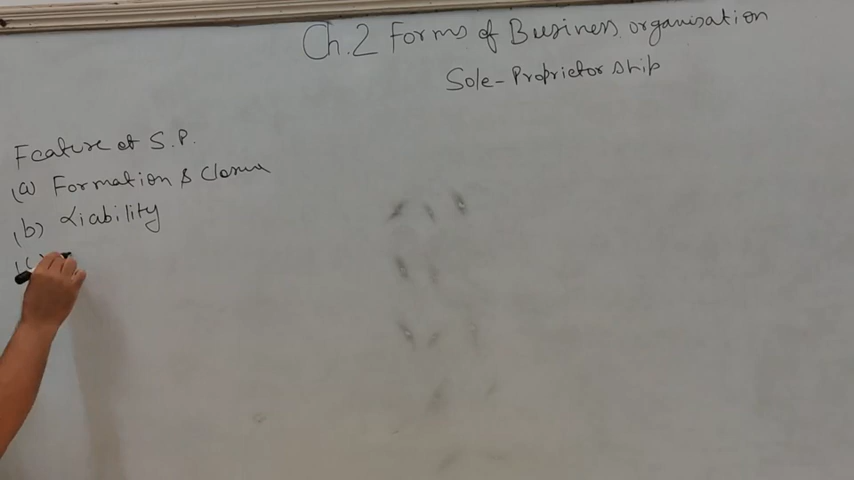 Ch.2 Forms of Business organisation
Sole-Proprietorship
Feature of S.P.
(a) Formation & Closure
(b) Liability
(c)